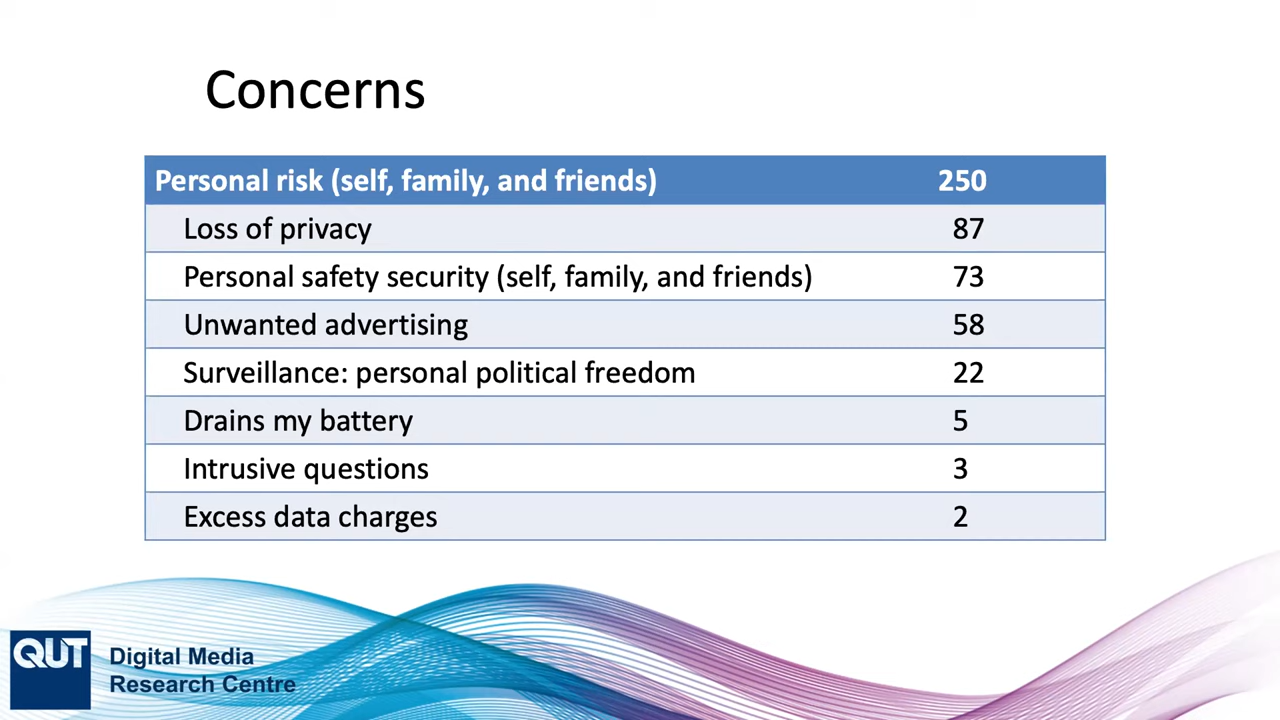 Concerns
Personal risk (self, family, and friends) 250
Loss of privacy 87
Personal safety security (self, family, and friends) 73
Unwanted advertising 58
Surveillance: personal political freedom 22
Drains my battery 5
Intrusive questions 3
Excess data charges 2
QUT
Digital Media
Research Centre